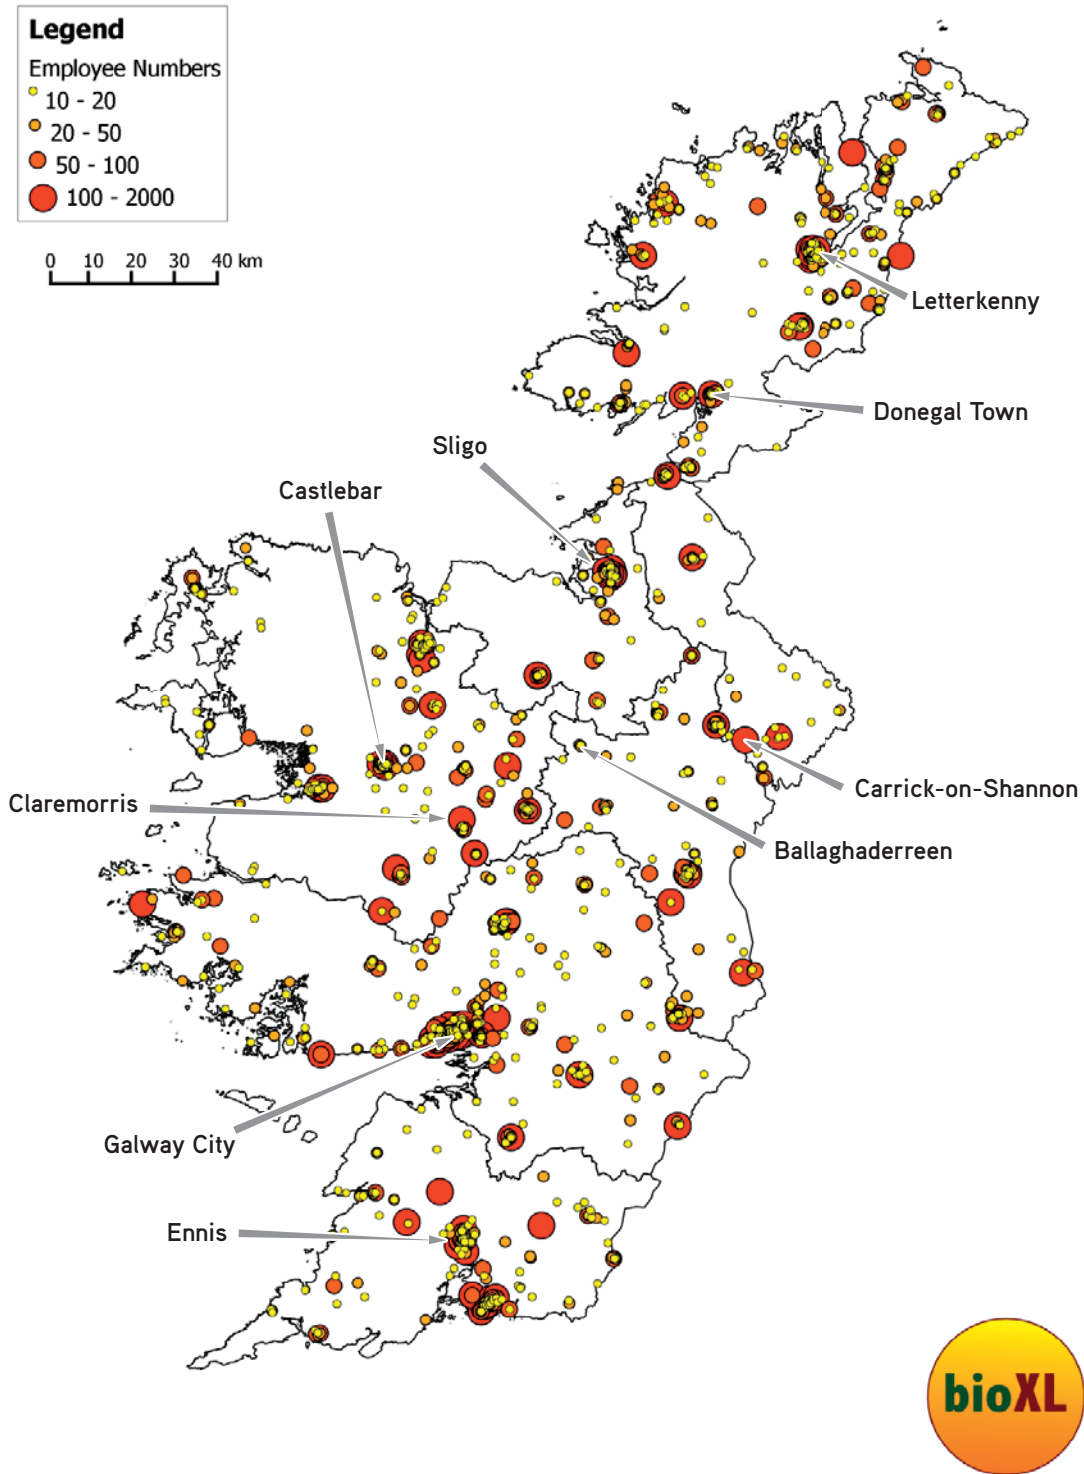 Legend
Employee Numbers
10 - 20
20 - 50
50 - 100
100 - 2000
0 10 20 30 40 km
Letterkenny
Donegal Town
Sligo
Castlebar
Carrick-on-Shannon
Claremorris
Ballaghaderreen
Galway City
Ennis
bioXL